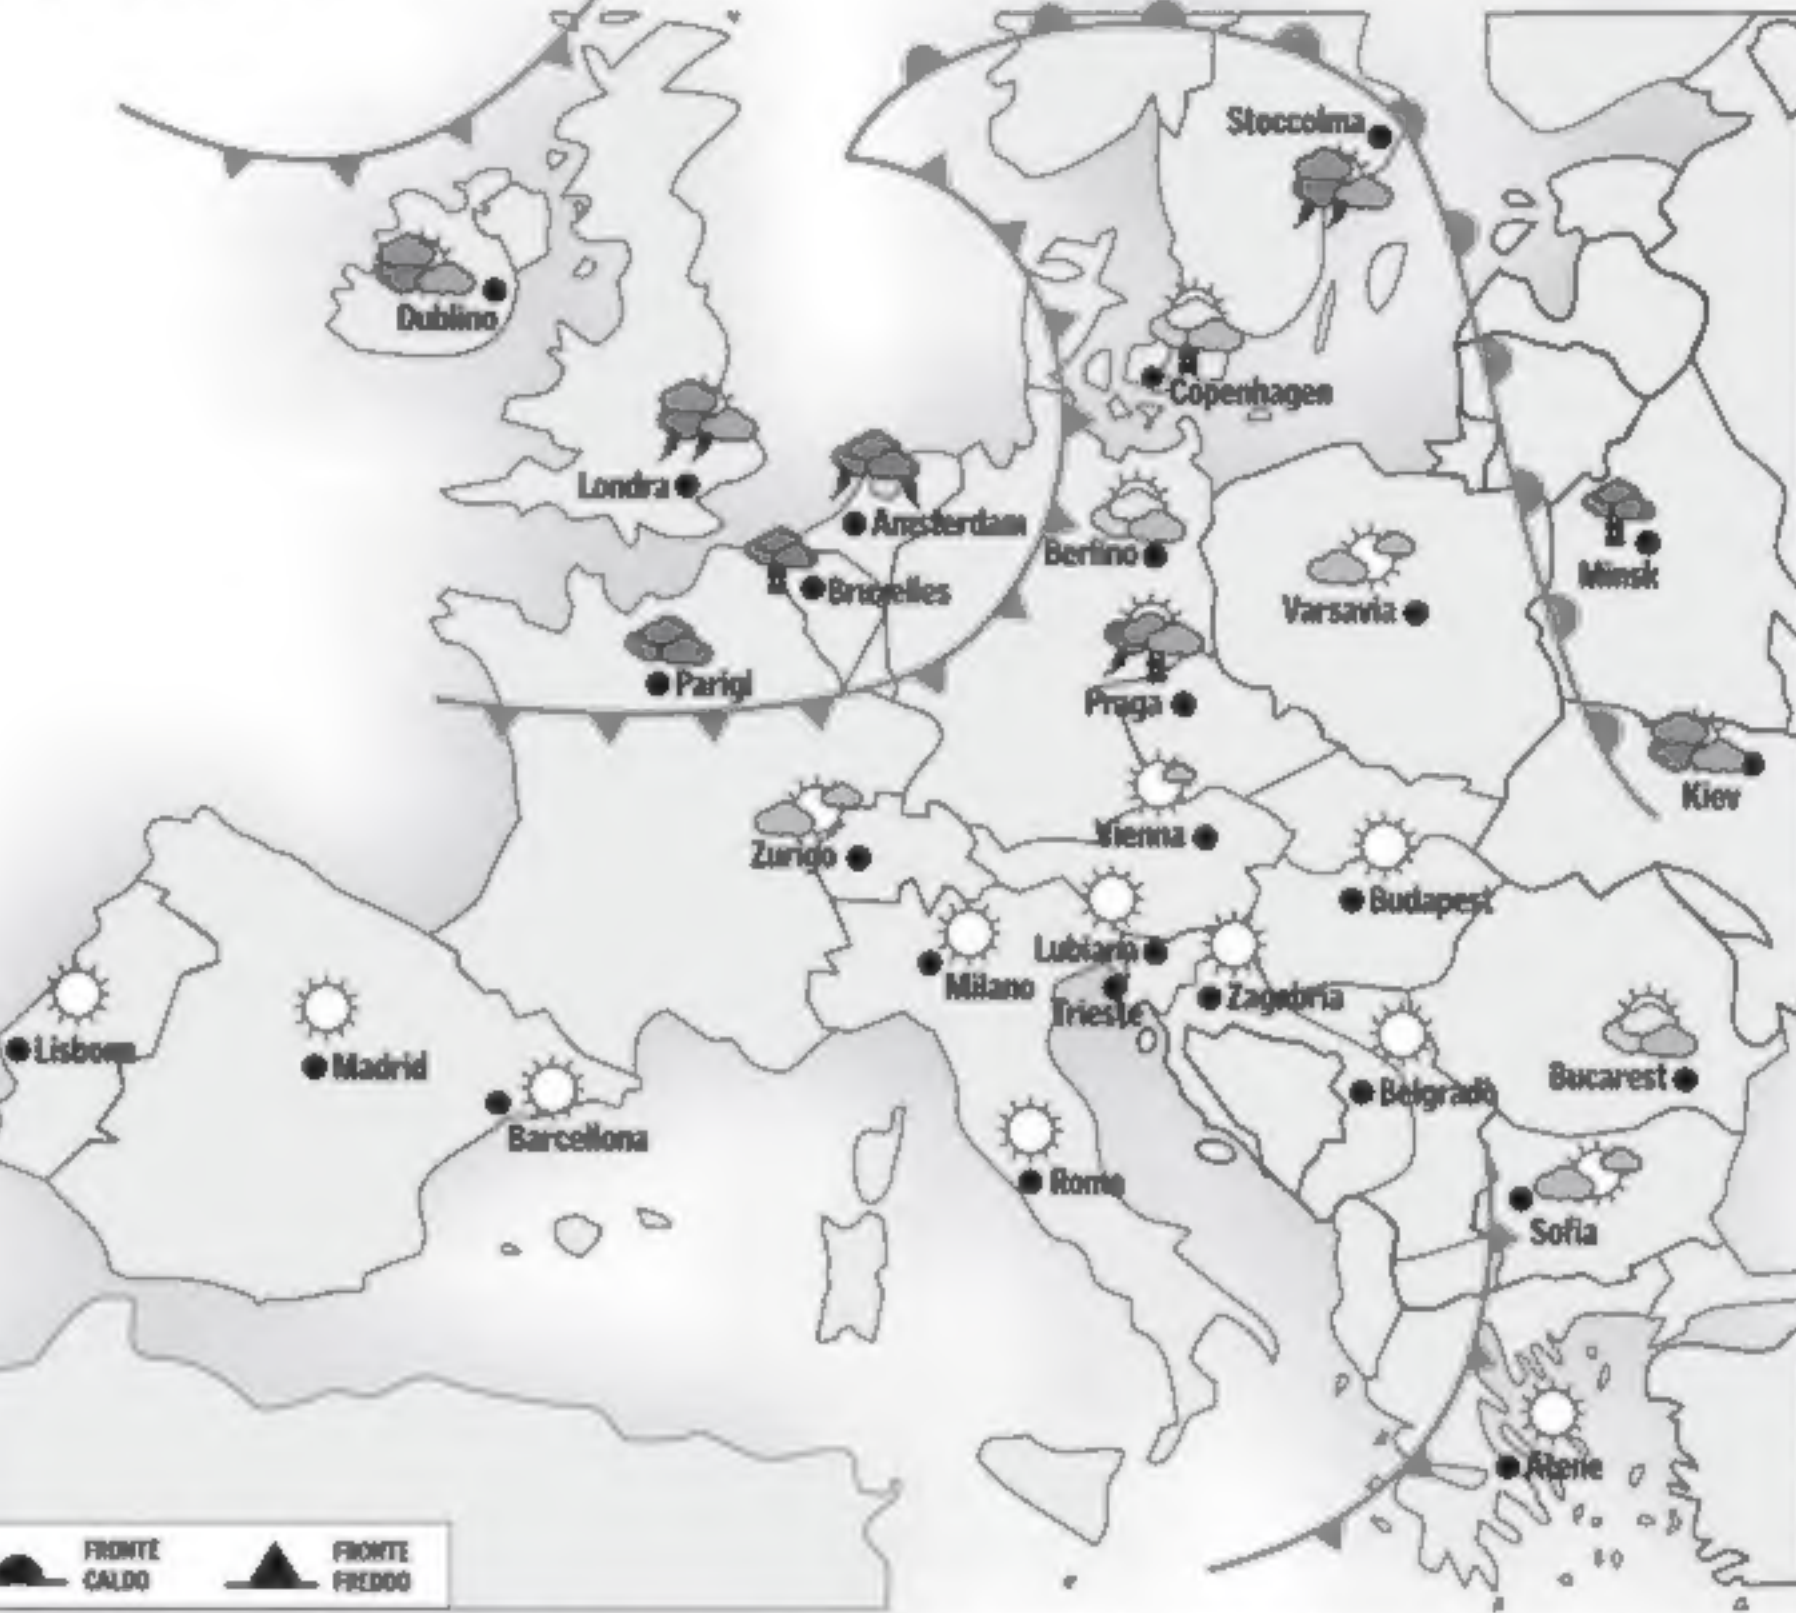 Stoccolma
Dublino
Copenhagen
Londra
Amsterdam
Berlino
Minsk
Bruxelles
Varsavia
Parigi
Praga
Kiev
Vienna
Zurigo
Budapest
Lubiana
Milano
Zagabria
Trieste
Lisbona
Madrid
Bucarest
Belgrado
Barcellona
Roma
Sofia
Atene
FRONTE
CALDO
FRONTE
FREDDO